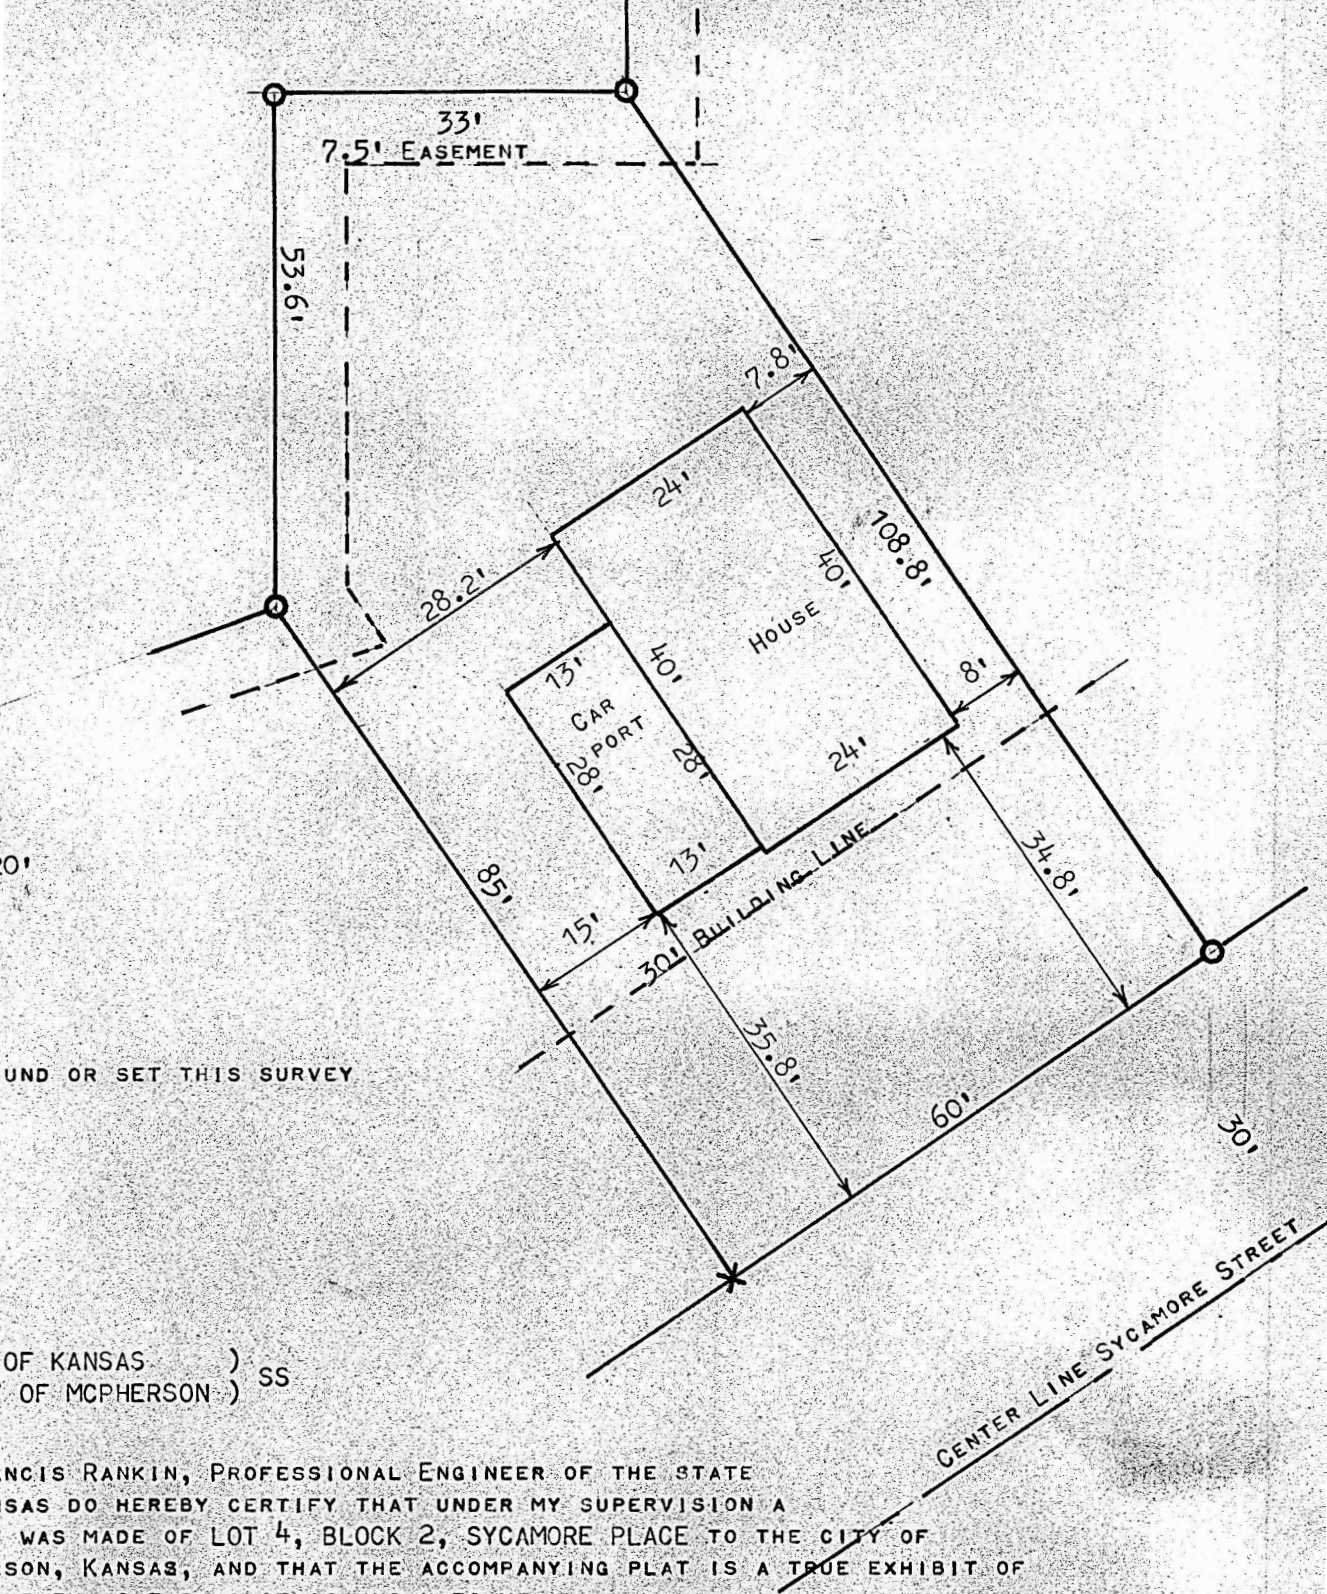 33'
7.5' EASEMENT
53.6'
7.8'
24'
108.8'
40'
28.2'
HOUSE
40'
8'
13'
CAR
PORT
28'
28'
24'
13'
34.8'
20'
85'
15'
30' BUILDING LINE
35.8'
UND OR SET THIS SURVEY
60'
30'
CENTER LINE SYCAMORE STREET
OF KANSAS )
SS
OF MCPHERSON )
NCIS RANKIN, PROFESSIONAL ENGINEER OF THE STATE
SAS DO HEREBY CERTIFY THAT UNDER MY SUPERVISION A
WAS MADE OF LOT 4, BLOCK 2, SYCAMORE PLACE TO THE CITY OF
SON, KANSAS, AND THAT THE ACCOMPANYING PLAT IS A TRUE EXHIBIT OF